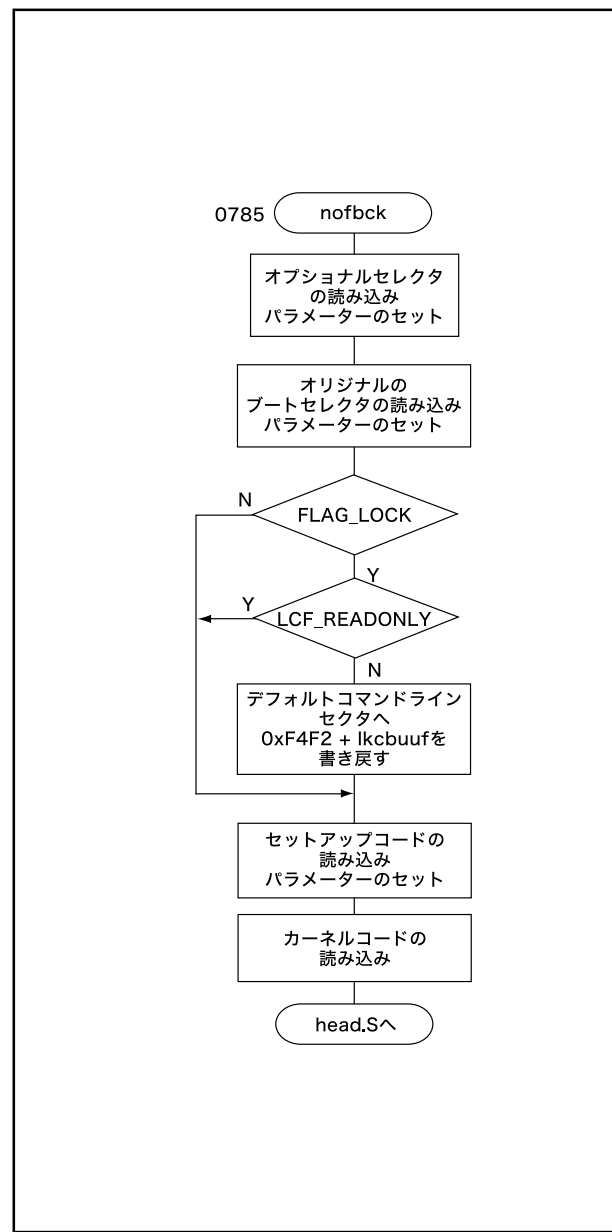 0785 nofbck
オプショナルセレクタ
の読み込み
パラメーターのセット
オリジナルの
ブートセレクタの読み込み
パラメーターのセット
N
FLAG_LOCK
Y
Y
LCF_READONLY
N
デフォルトコマンドライン
セクタへ
0xF4F2 + lkcbuufを
書き戻す
セットアップコードの
読み込み
パラメーターのセット
カーネルコードの
読み込み
head.Sへ